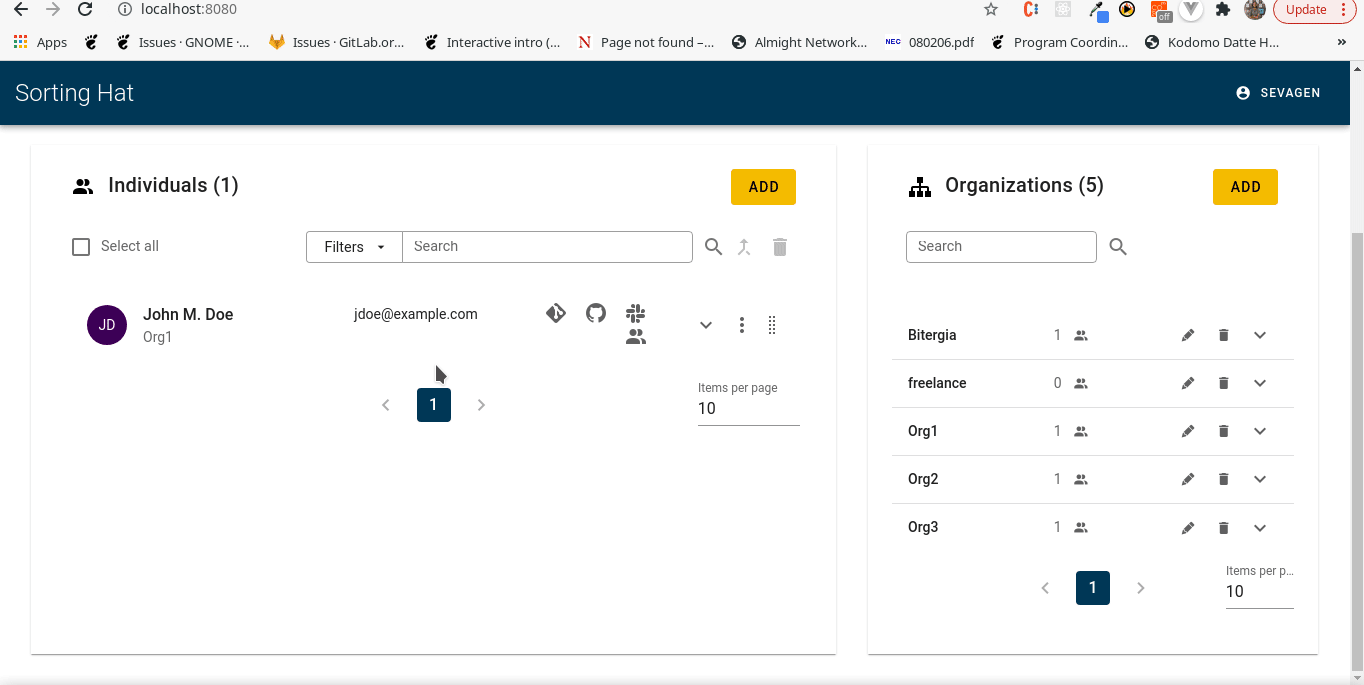 localhost:8080
Update
off
Apps
Issues · GNOME ·...
Issues · GitLab.or...
Interactive intro (...
N Page not found –...
Almight Network...
NEC 080206.pdf
Program Coordin...
Kodomo Datte H...
»
Sorting Hat
SEVAGEN
Individuals (1)
ADD
Select all
Filters
Search
JD
John M. Doe
Org1
jdoe@example.com
1
Items per page
10
Organizations (5)
ADD
Search
Bitergia 1
freelance 0
Org1 1
Org2 1
Org3 1
1
Items per p...
10